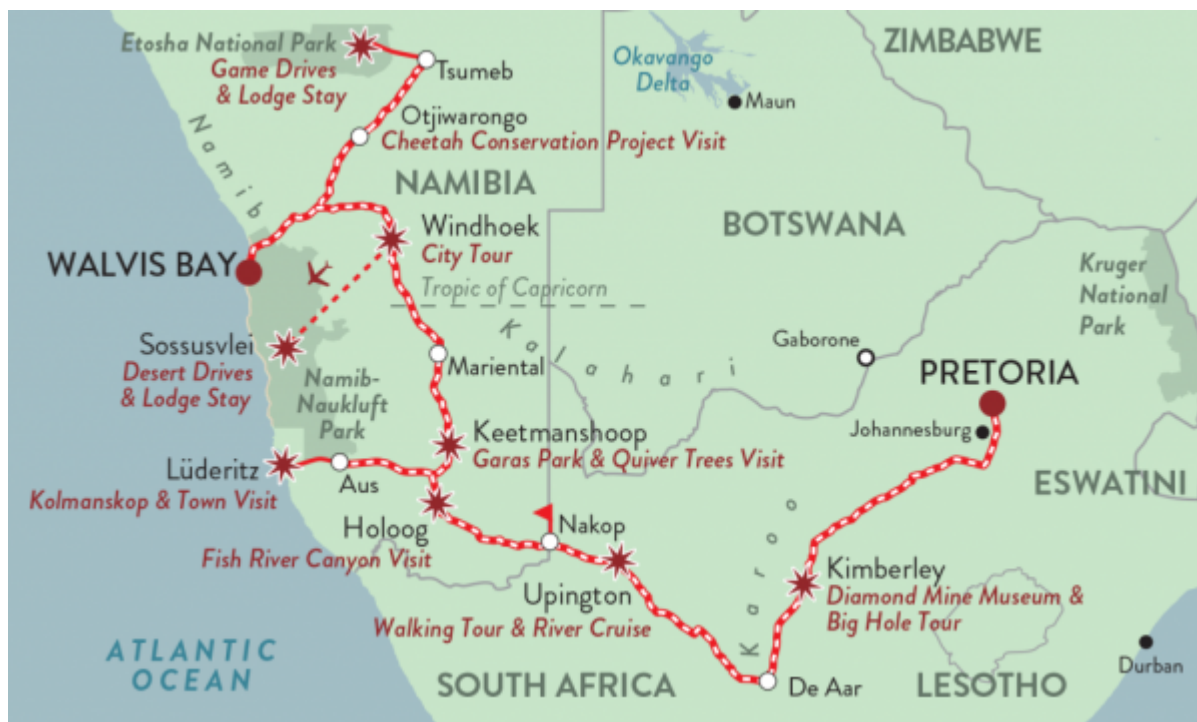 Etosha National Park
Game Drives
& Lodge Stay
Tsumeb
Otjiwarongo
Cheetah Conservation Project Visit
Okavango
Delta
Maun
ZIMBABWE
Namib
NAMIBIA
BOTSWANA
Windhoek
City Tour
WALVIS BAY
Tropic of Capricorn
Kruger
National
Park
Kalahari
Sossusvlei
Desert Drives
& Lodge Stay
Mariental
Gaborone
PRETORIA
Johannesburg
Namib-
Naukluft
Park
Keetmanshoop
Garas Park & Quiver Trees Visit
Lüderitz
Kolmanskop & Town Visit
Aus
ESWATINI
Holoog
Fish River Canyon Visit
Nakop
Upington
Walking Tour & River Cruise
Karoo
Kimberley
Diamond Mine Museum &
Big Hole Tour
ATLANTIC
OCEAN
SOUTH AFRICA
De Aar
LESOTHO
Durban